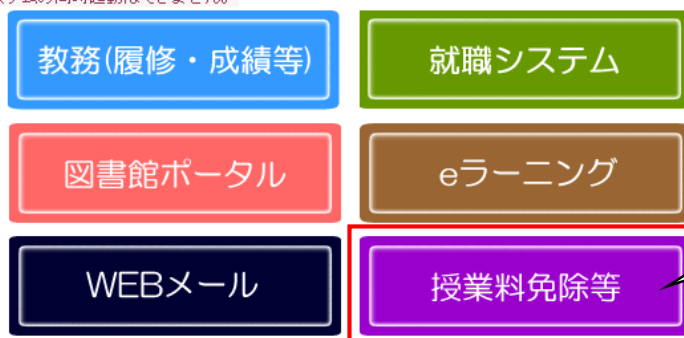 教務(履修・成績等)
就職システム
図書館ポータル
eラーニング
WEBメール
授業料免除等